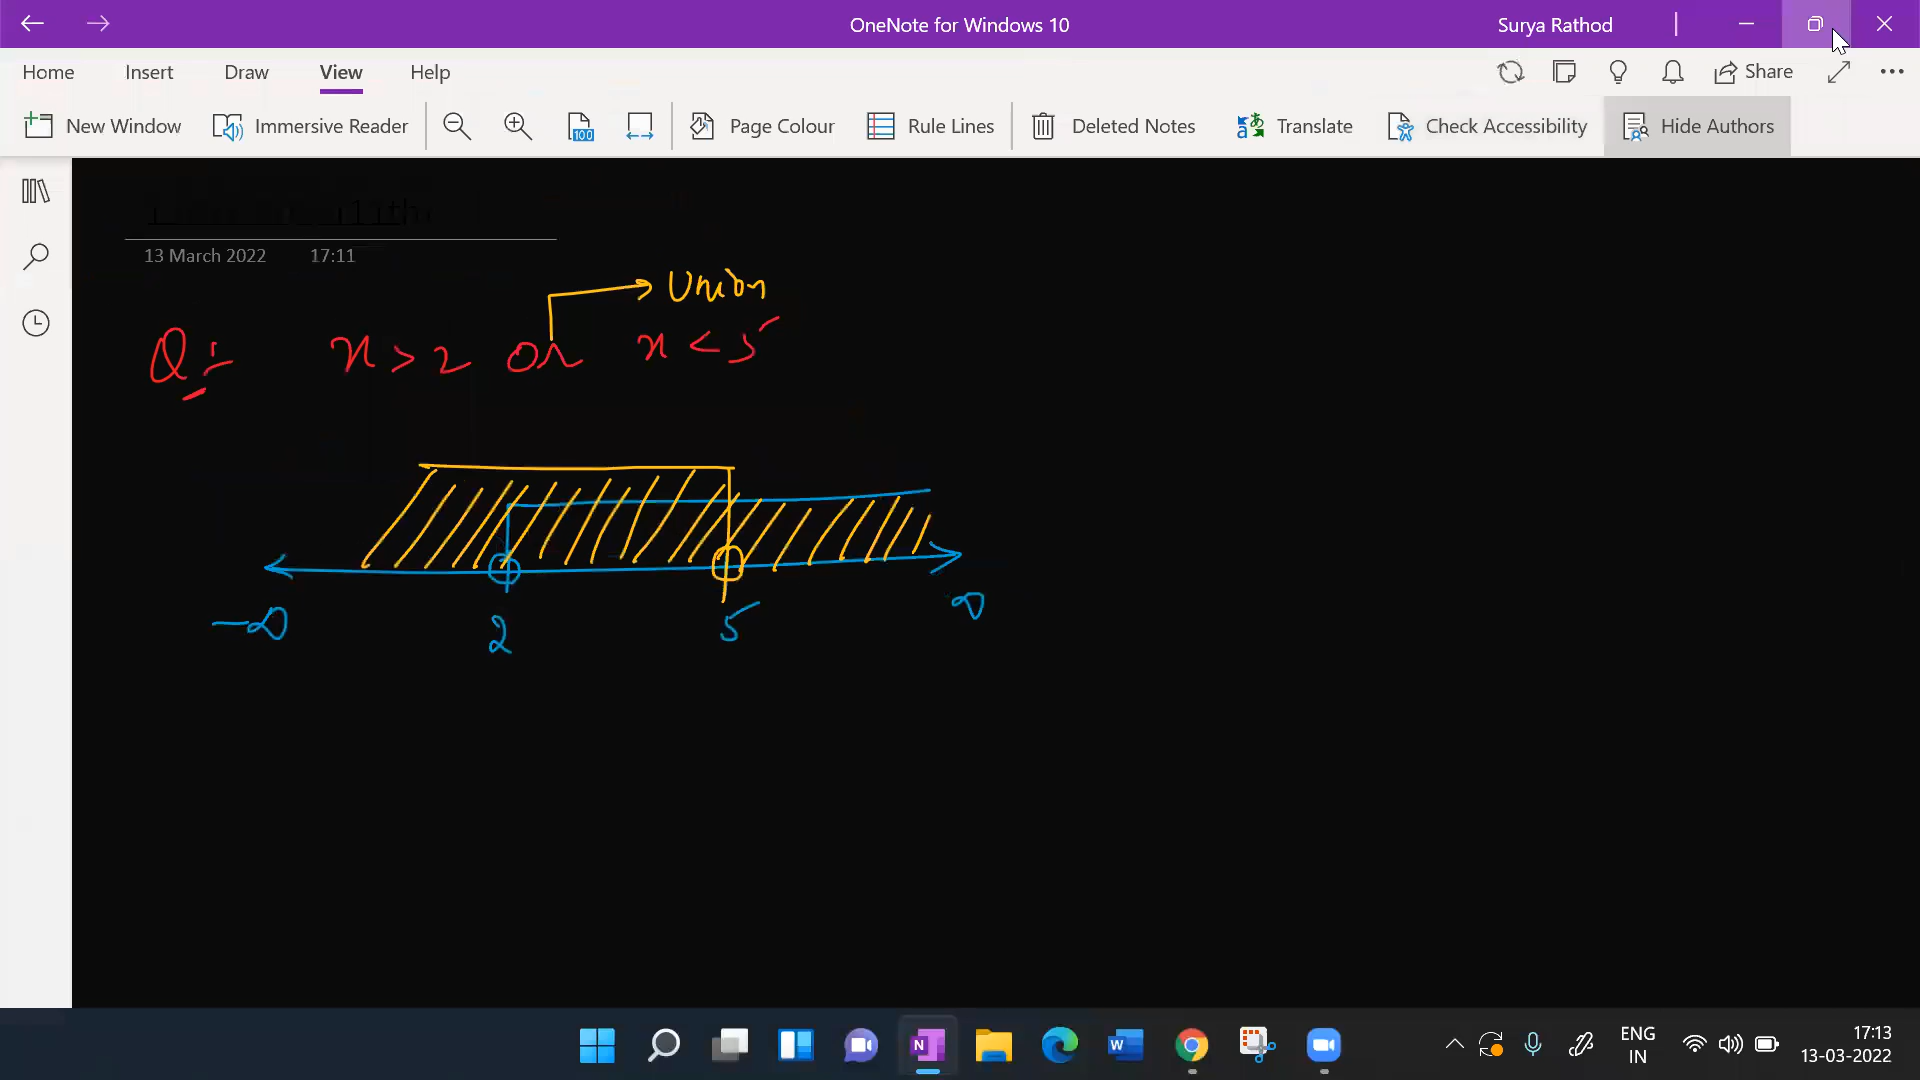 OneNote for Windows 10
Surya Rathod
Home Insert Draw View Help
Share
New Window Immersive Reader 100 Page Colour Rule Lines Deleted Notes Translate Check Accessibility Hide Authors
13 March 2022 17:11
Union
Q:- x > 2 or x < 5
-∞ 2 5 ∞
ENG
IN
17:13
13-03-2022